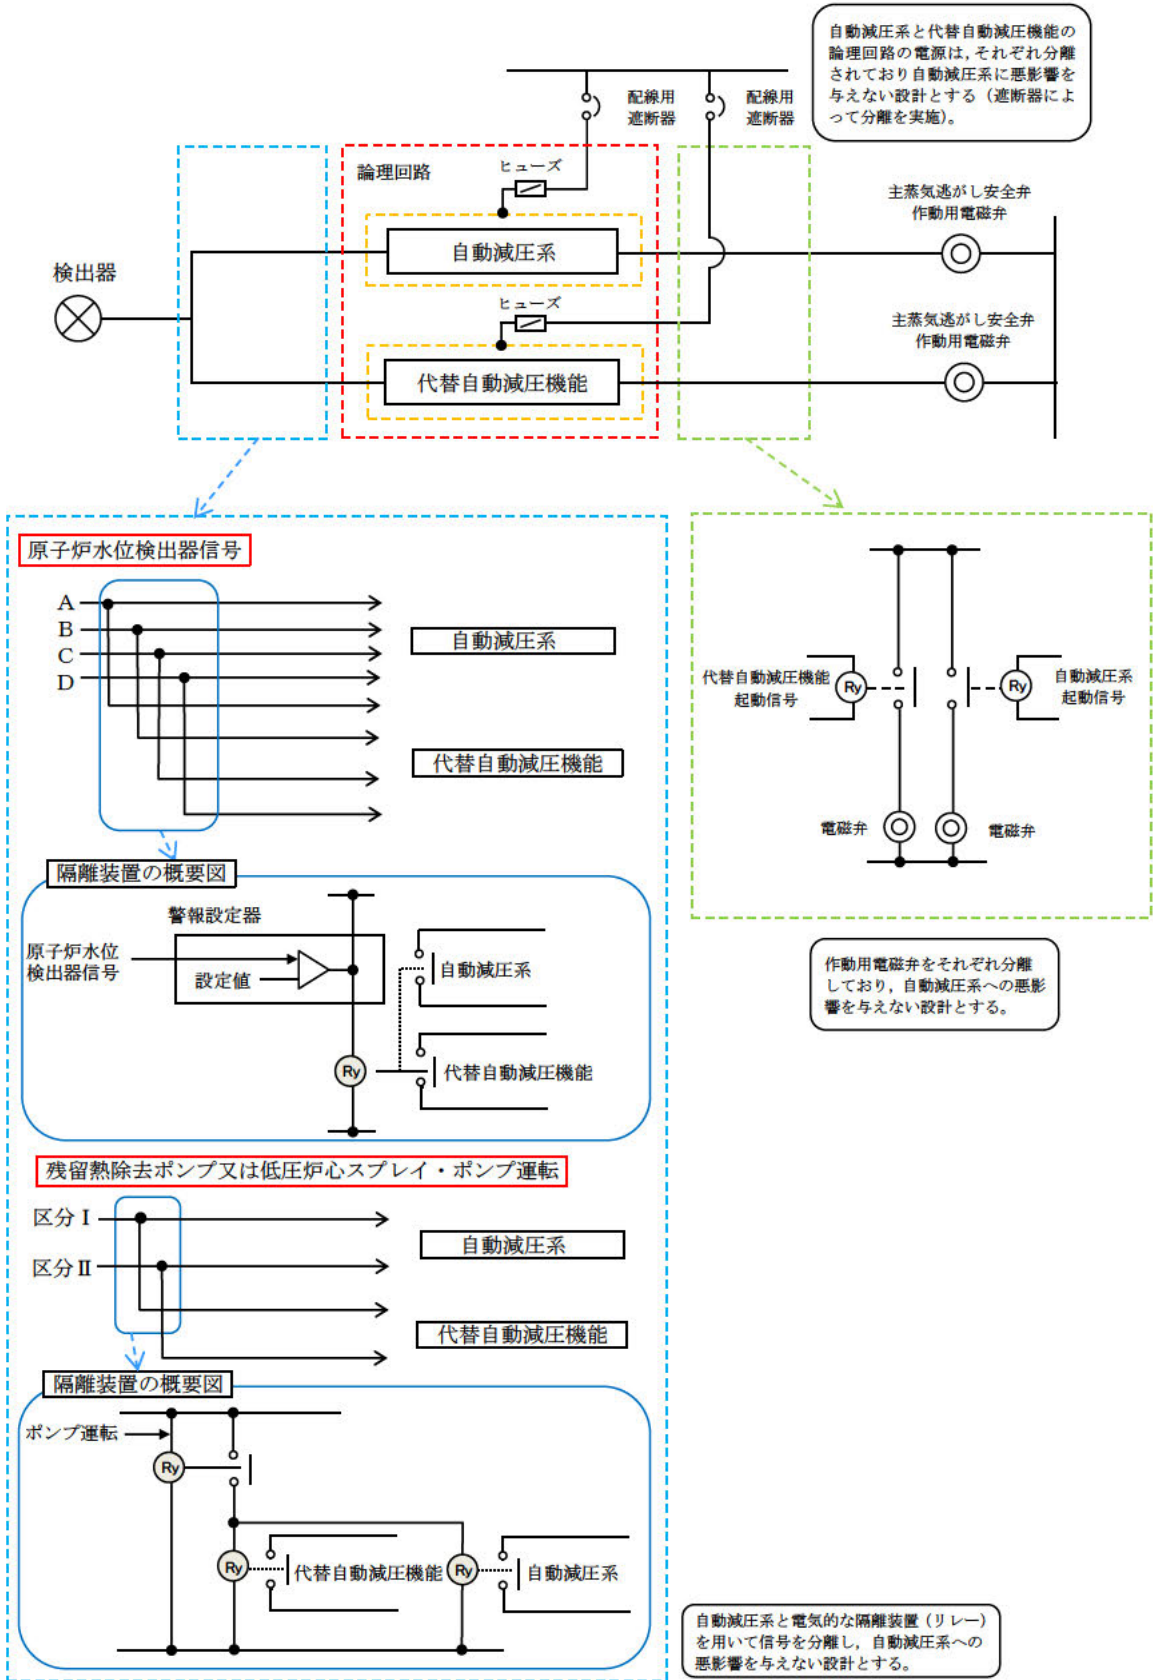 自動減圧系と代替自動減圧機能の
論理回路の電源は，それぞれ分離
されており自動減圧系に悪影響を
与えない設計とする（遮断器によ
って分離を実施）。
配線用
遮断器
配線用
遮断器
論理回路
ヒューズ
主蒸気逃がし安全弁
作動用電磁弁
自動減圧系
検出器
ヒューズ
主蒸気逃がし安全弁
作動用電磁弁
代替自動減圧機能
原子炉水位検出器信号
A
B
C
D
自動減圧系
代替自動減圧機能
隔離装置の概要図
警報設定器
原子炉水位
検出器信号
設定値
自動減圧系
Ry
代替自動減圧機能
代替自動減圧機能
起動信号
Ry
Ry
自動減圧系
起動信号
電磁弁
電磁弁
作動用電磁弁をそれぞれ分離
しており，自動減圧系への悪影
響を与えない設計とする。
残留熱除去ポンプ又は低圧炉心スプレイ・ポンプ運転
区分Ⅰ
区分Ⅱ
自動減圧系
代替自動減圧機能
隔離装置の概要図
ポンプ運転
Ry
Ry
代替自動減圧機能
Ry
自動減圧系
自動減圧系と電気的な隔離装置（リレー）
を用いて信号を分離し，自動減圧系への
悪影響を与えない設計とする。